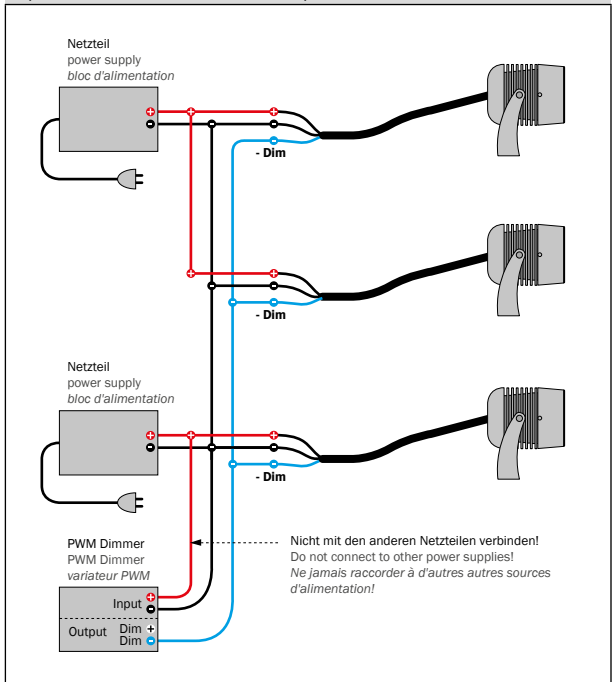 Netzteil
power supply
bloc d'alimentation
- Dim
- Dim
Netzteil
power supply
bloc d'alimentation
- Dim
PWM Dimmer
PWM Dimmer
variateur PWM
Nicht mit den anderen Netzteilen verbinden!
Do not connect to other power supplies!
Ne jamais raccorder à d'autres autres sources
d'alimentation!
Input
Output Dim +
Dim